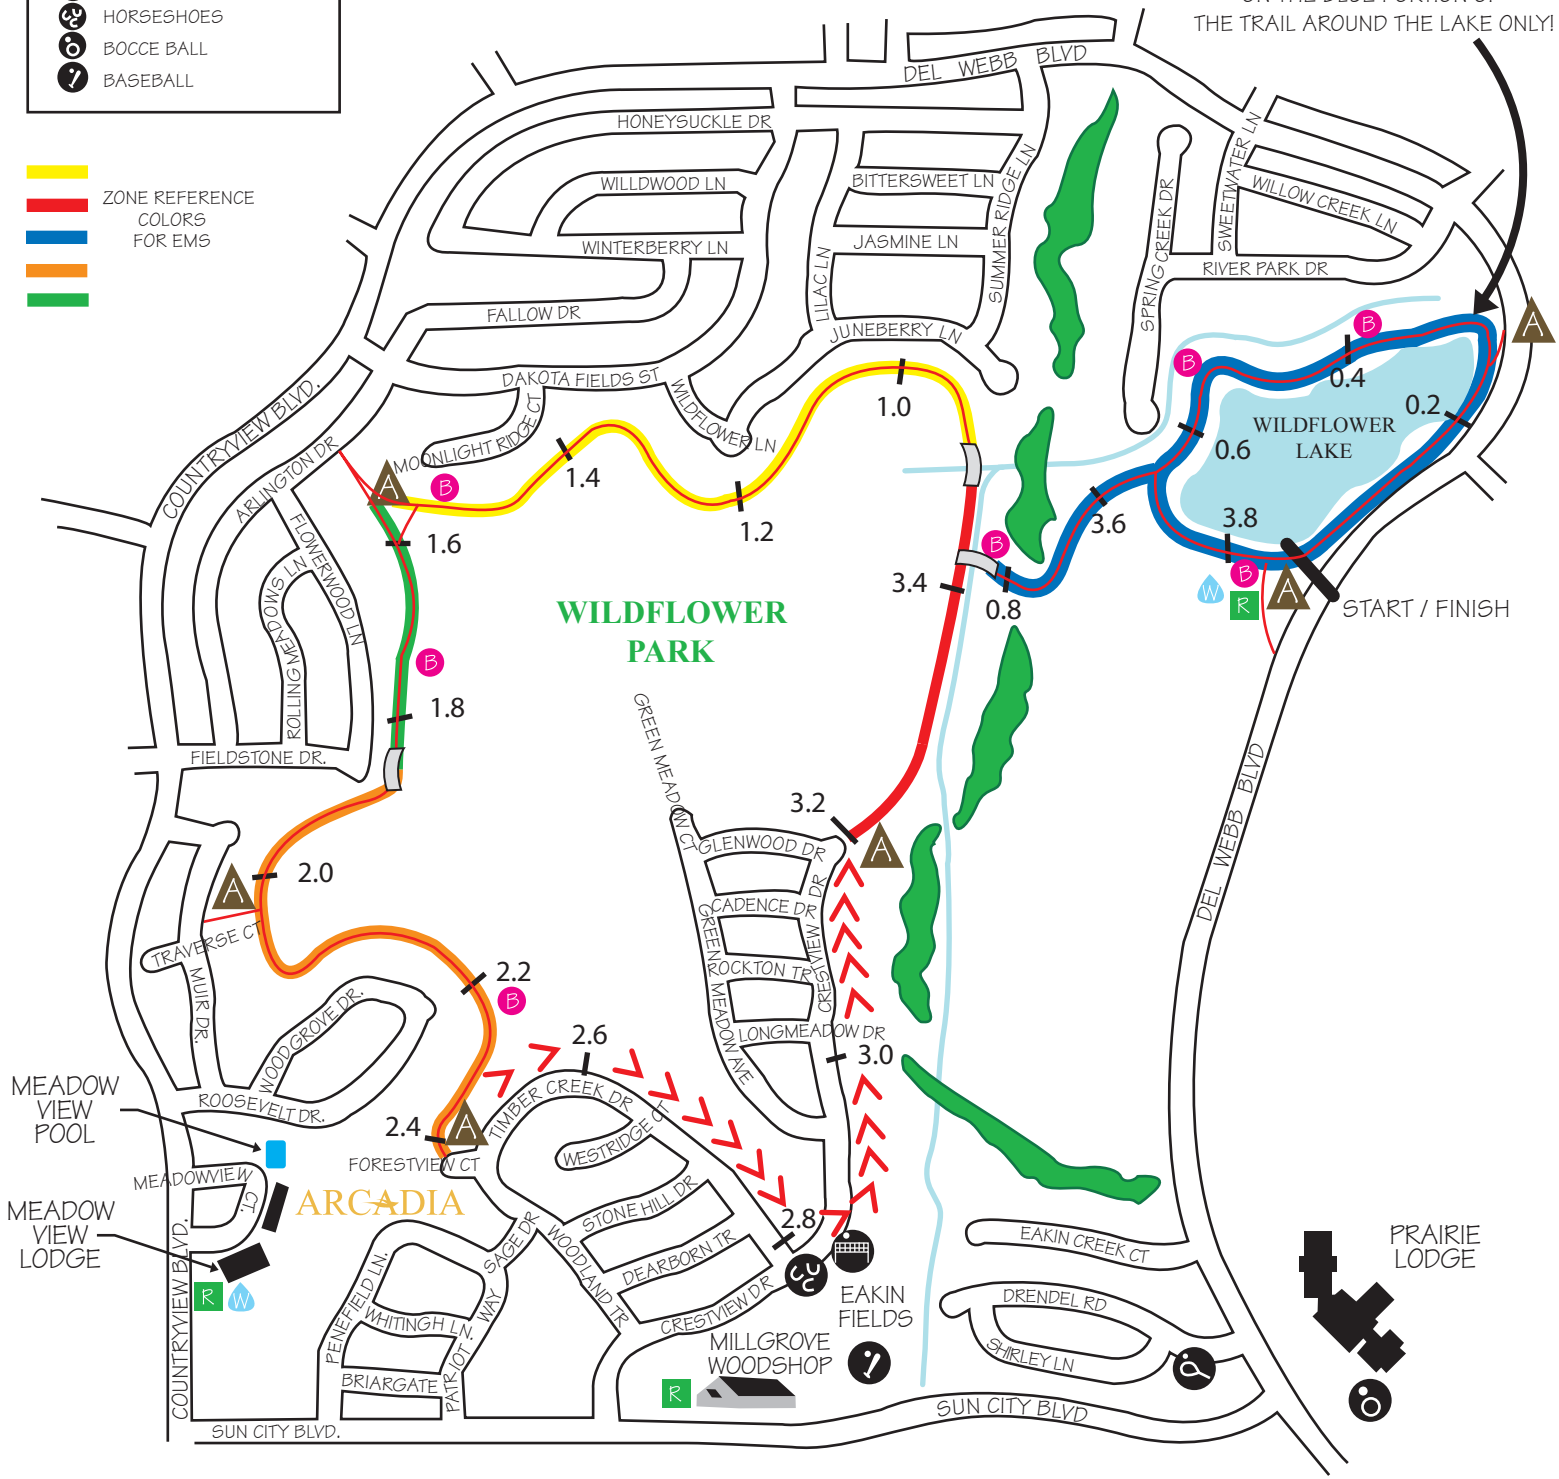 HORSESHOES
BOCCE BALL
BASEBALL
THE TRAIL AROUND THE LAKE ONLY!
ZONE REFERENCE
COLORS
FOR EMS
DEL WEBB BLVD
HONEYSUCKLE DR
WILLDWOOD LN
WINTERBERRY LN
FALLOW DR
DAKOTA FIELDS ST
BITTERSWEET LN
JASMINE LN
LILAC LN
JUNEBERRY LN
SUMMER RIDGE LN
SPRINGCREEK DR
SWEETWATER LN
WILLOW CREEK LN
RIVER PARK DR
COUNTRYVIEW BLVD.
ARLINGTON DR
MOONLIGHT RIDGE CT
WILDFLOWER LN
FLOWERWOOD LN
ROLLING MEADOWS LN
FIELDSTONE DR.
A
B
1.4
1.2
1.0
1.6
B
1.8
B
B
A
0.4
0.2
WILDFLOWER
LAKE
0.6
3.6
3.8
B
0.8
3.4
W
R
B
A
START / FINISH
WILDFLOWER
PARK
GREEN MEADOW CT
3.2
A
GLENWOOD DR
CADENCE DR
ROCKTON TR
LONGMEADOW DR
GREEN MEADOW AVE
CRESTVIEW DR
3.0
DEL WEBB BLVD
A
2.0
TRAVERSE CT
MUIR DR.
WOODGROVE DR.
ROOSEVELT DR.
2.2
B
2.6
2.4
A
TIMBER CREEK DR
WESTRIDGE CT
FORESTVIEW CT
STONE HILL DR
DEARBORN TR
WOODLAND TR
CRESTVIEW DR
2.8
MEADOW
VIEW
POOL
MEADOWVIEW
CT.
MEADOW
VIEW
LODGE
R
W
ARCADIA
COUNTRYVIEW BLVD.
PENEFIELD LN.
SAGE DR
WHITINGH LN.
PATRIOT WAY
BRIARGATE
SUN CITY BLVD.
EAKIN
FIELDS
MILLGROVE
WOODSHOP
R
EAKIN CREEK CT
DRENDEL RD
SHIRLEY LN
SUN CITY BLVD
PRAIRIE
LODGE